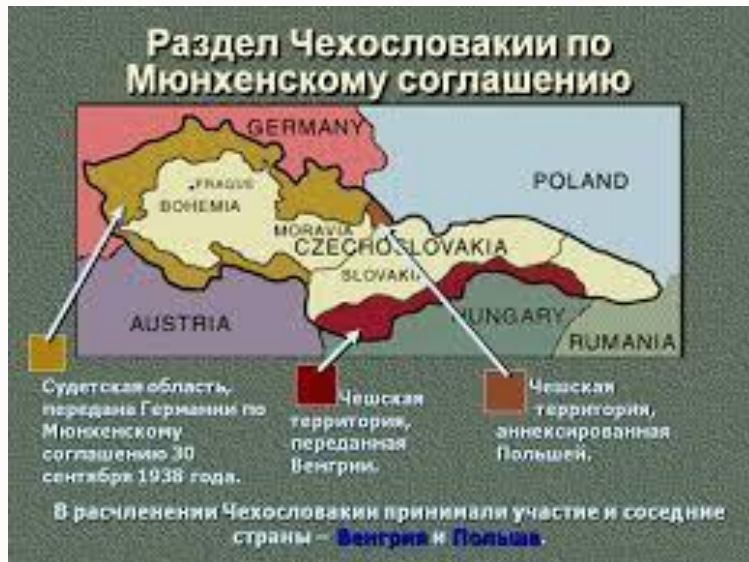 Раздел Чехословакии по
Мюнхенскому соглашению
GERMANY
POLAND
PRAGUE
BOHEMIA
MORAVIA
CZECHOSLOVAKIA
SLOVAKIA
AUSTRIA
HUNGARY
RUMANIA
Судетская область,
передана Германии по
Мюнхенскому
соглашению 30
сентября 1938 года.
Чешская
территория,
переданная
Венгрии.
Чешская
территория,
аннексированная
Польшей.
В расчленении Чехословакии принимали участие и соседние
страны – Венгрия и Польша.